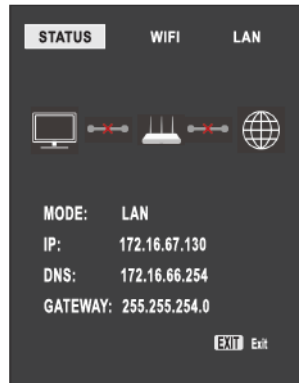 STATUS WIFI LAN
MODE: LAN
IP: 172.16.67.130
DNS: 172.16.66.254
GATEWAY: 255.255.254.0
EXIT Exit